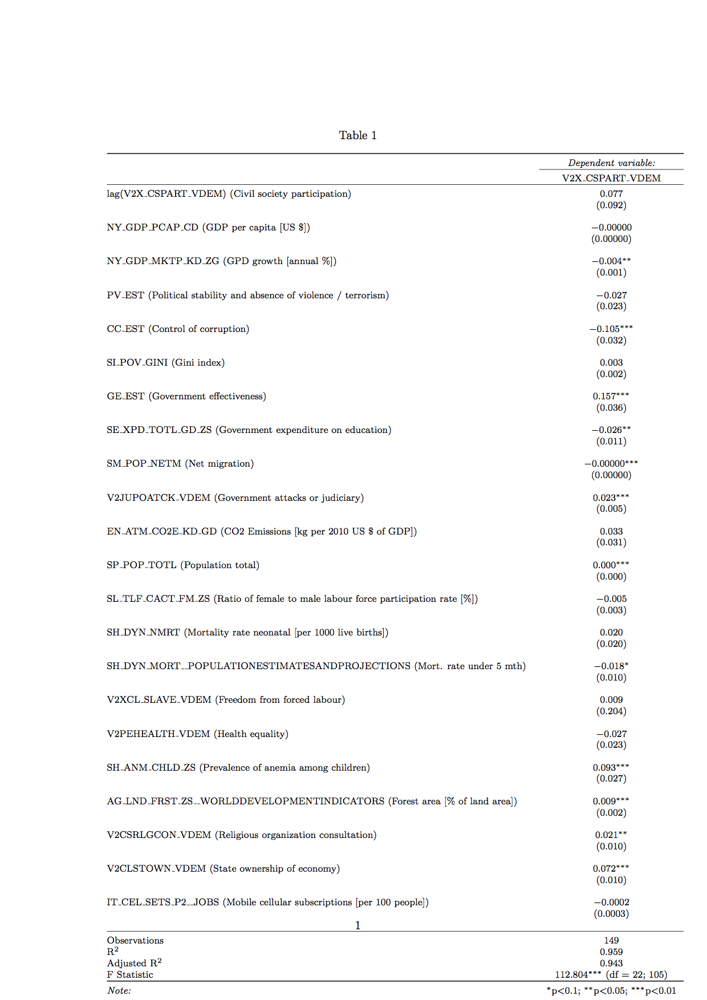 Table 1
Dependent variable:
V2X_CSPART_VDEM
lag(V2X_CSPART_VDEM) (Civil society participation) 0.077
(0.092)
NY_GDP_PCAP_CD (GDP per capita [US $]) −0.00000
(0.00000)
NY_GDP_MKTP_KD_ZG (GPD growth [annual %]) −0.004**
(0.001)
PV_EST (Political stability and absence of violence / terrorism) −0.027
(0.023)
CC_EST (Control of corruption) −0.105***
(0.032)
SI_POV_GINI (Gini index) 0.003
(0.002)
GE_EST (Government effectiveness) 0.157***
(0.036)
SE_XPD_TOTL_GD_ZS (Government expenditure on education) −0.026**
(0.011)
SM_POP_NETM (Net migration) −0.00000***
(0.00000)
V2JUPOATCK_VDEM (Government attacks or judiciary) 0.023***
(0.005)
EN_ATM_CO2E_KD_GD (CO2 Emissions [kg per 2010 US $ of GDP]) 0.033
(0.031)
SP_POP_TOTL (Population total) 0.000***
(0.000)
SL_TLF_CACT_FM_ZS (Ratio of female to male labour force participation rate [%]) −0.005
(0.003)
SH_DYN_NMRT (Mortality rate neonatal [per 1000 live births]) 0.020
(0.020)
SH_DYN_MORT__POPULATIONESTIMATESANDPROJECTIONS (Mort. rate under 5 mth) −0.018*
(0.010)
V2XCL_SLAVE_VDEM (Freedom from forced labour) 0.009
(0.204)
V2PEHEALTH_VDEM (Health equality) −0.027
(0.023)
SH_ANM_CHLD_ZS (Prevalence of anemia among children) 0.093***
(0.027)
AG_LND_FRST_ZS__WORLDDEVELOPMENTINDICATORS (Forest area [% of land area]) 0.009***
(0.002)
V2CSRLGCON_VDEM (Religious organization consultation) 0.021**
(0.010)
V2CLSTOWN_VDEM (State ownership of economy) 0.072***
(0.010)
IT_CEL_SETS_P2__JOBS (Mobile cellular subscriptions [per 100 people]) −0.0002
(0.0003)
1
Observations 149
R² 0.959
Adjusted R² 0.943
F Statistic 112.804*** (df = 22; 105)
Note: *p<0.1; **p<0.05; ***p<0.01